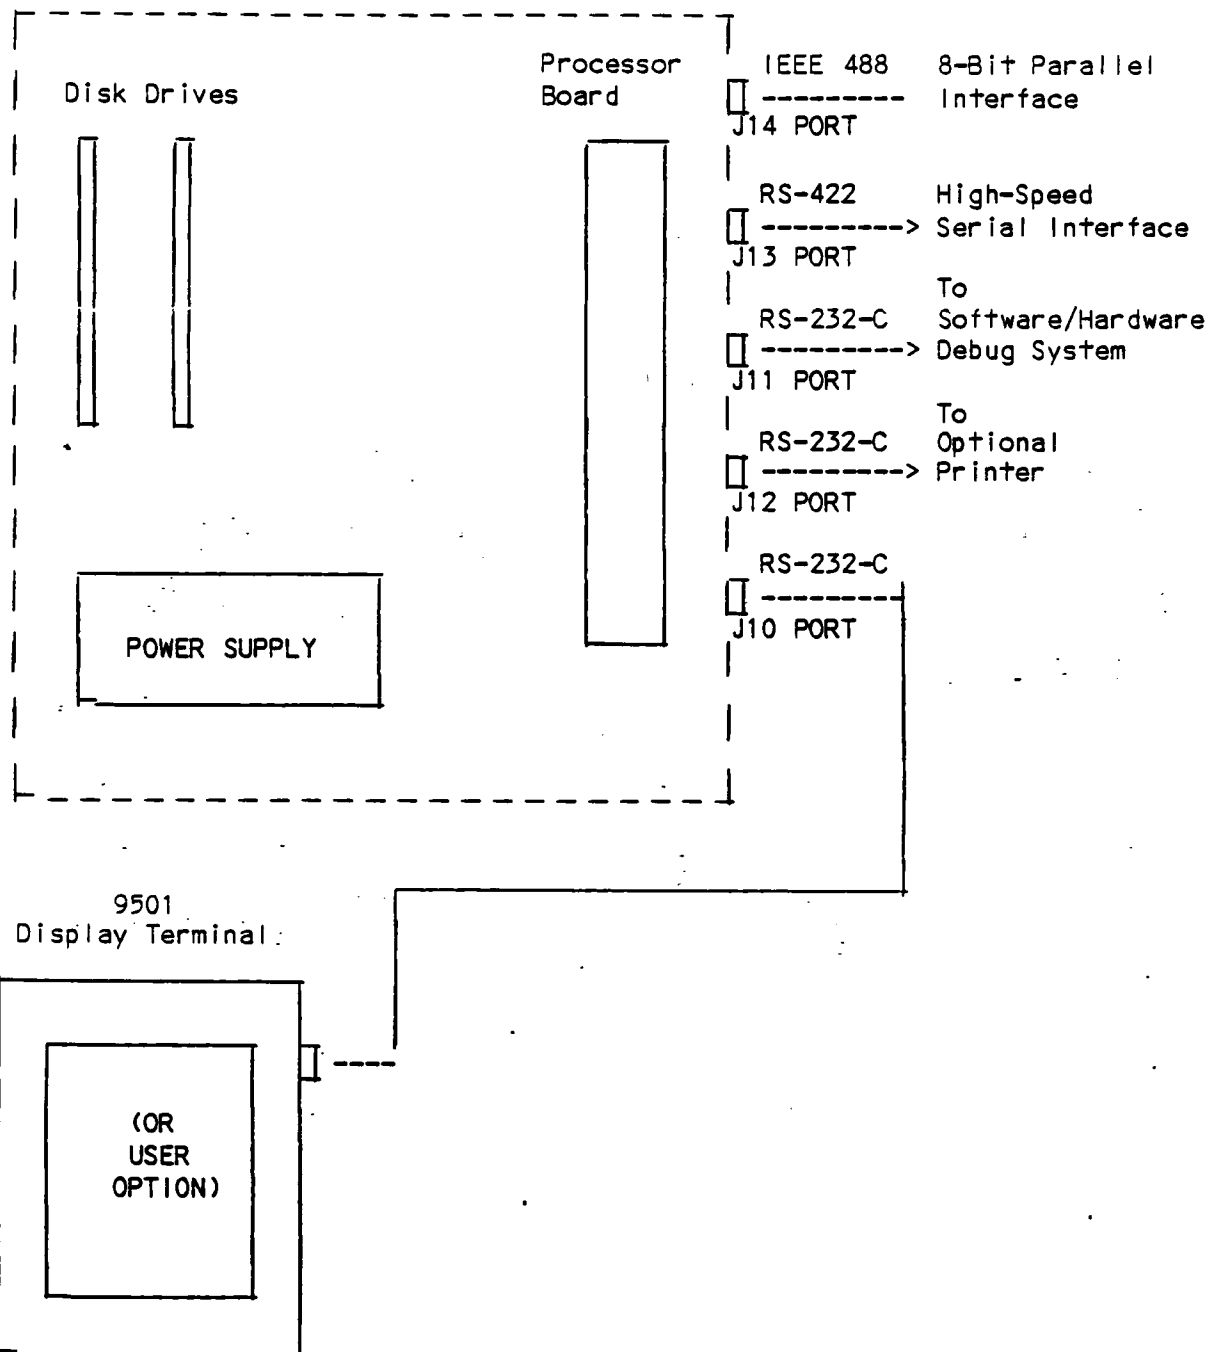 Disk Drives
Processor
Board
IEEE 488
8-Bit Parallel
Interface
J14 PORT
RS-422
High-Speed
Serial Interface
J13 PORT
RS-232-C
To
Software/Hardware
Debug System
J11 PORT
RS-232-C
To
Optional
Printer
J12 PORT
RS-232-C
J10 PORT
POWER SUPPLY
9501
Display Terminal
(OR
USER
OPTION)